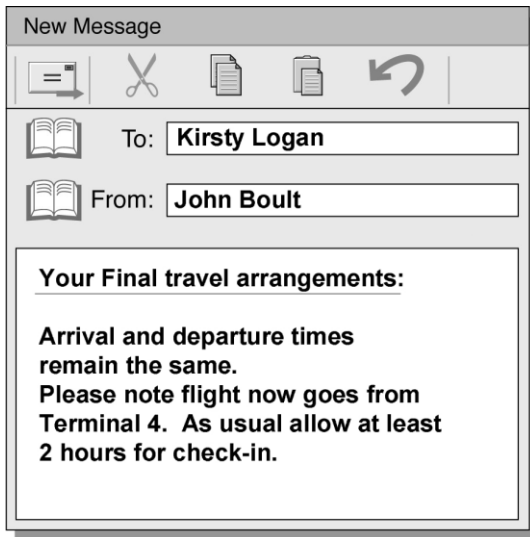 New Message
To: Kirsty Logan
From: John Boult
Your Final travel arrangements:
Arrival and departure times
remain the same.
Please note flight now goes from
Terminal 4. As usual allow at least
2 hours for check-in.